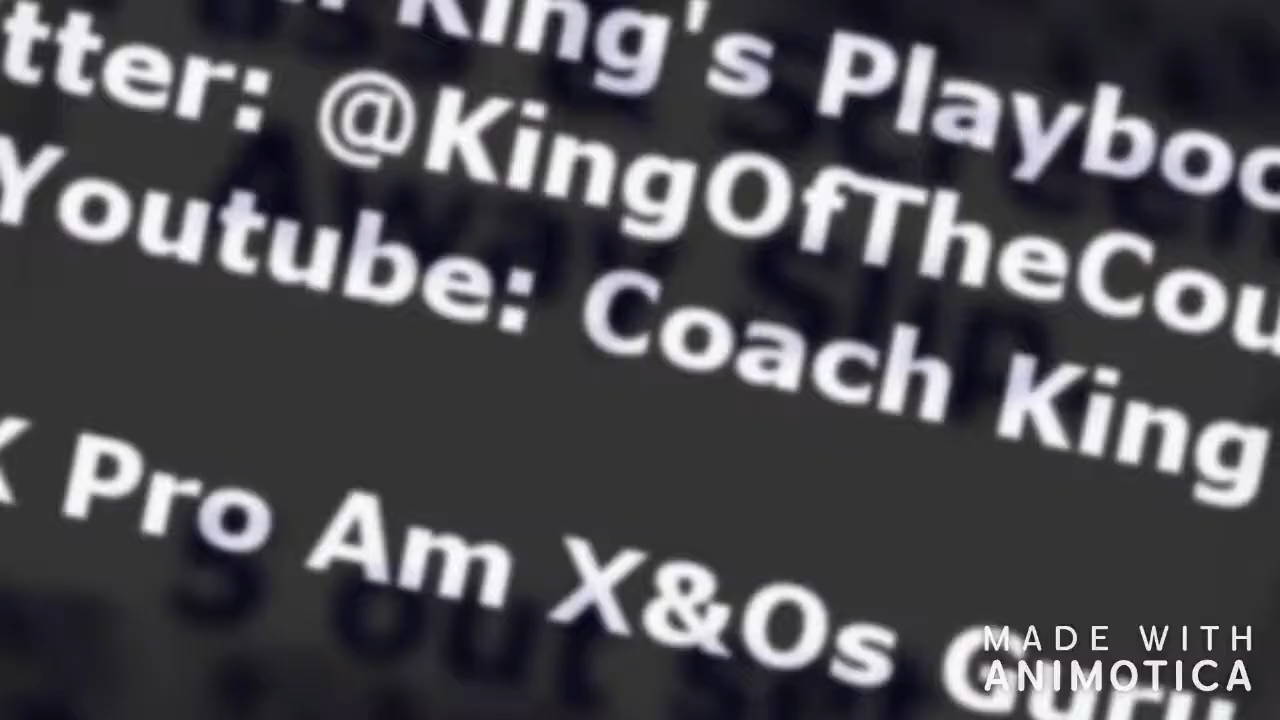 King's Playboo
tter: @KingOfTheCou
Youtube: Coach King
K Pro Am X&Os Guru
MADE WITH
ANIMOTICA